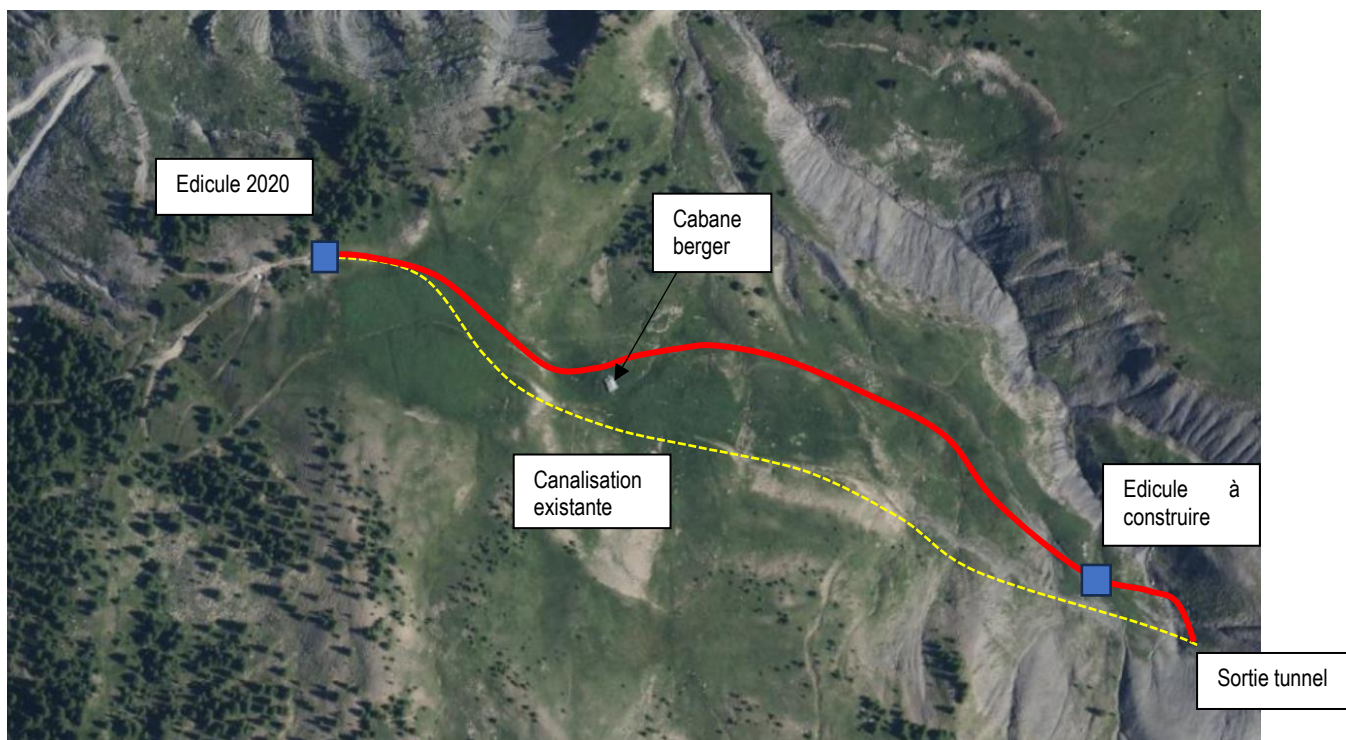 Edicule 2020
Cabane
berger
Canalisation
existante
Edicule à
construire
Sortie tunnel